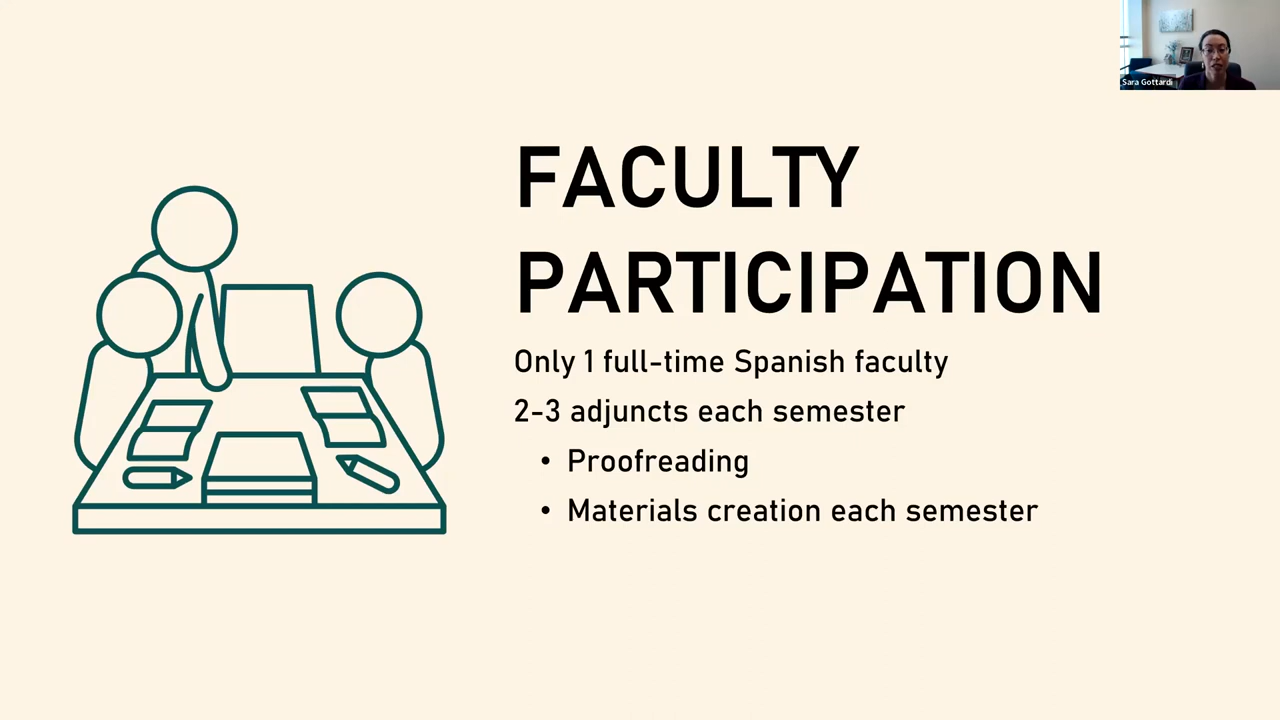 Sara Gottardi
FACULTY
PARTICIPATION
Only 1 full-time Spanish faculty
2-3 adjuncts each semester
• Proofreading
• Materials creation each semester